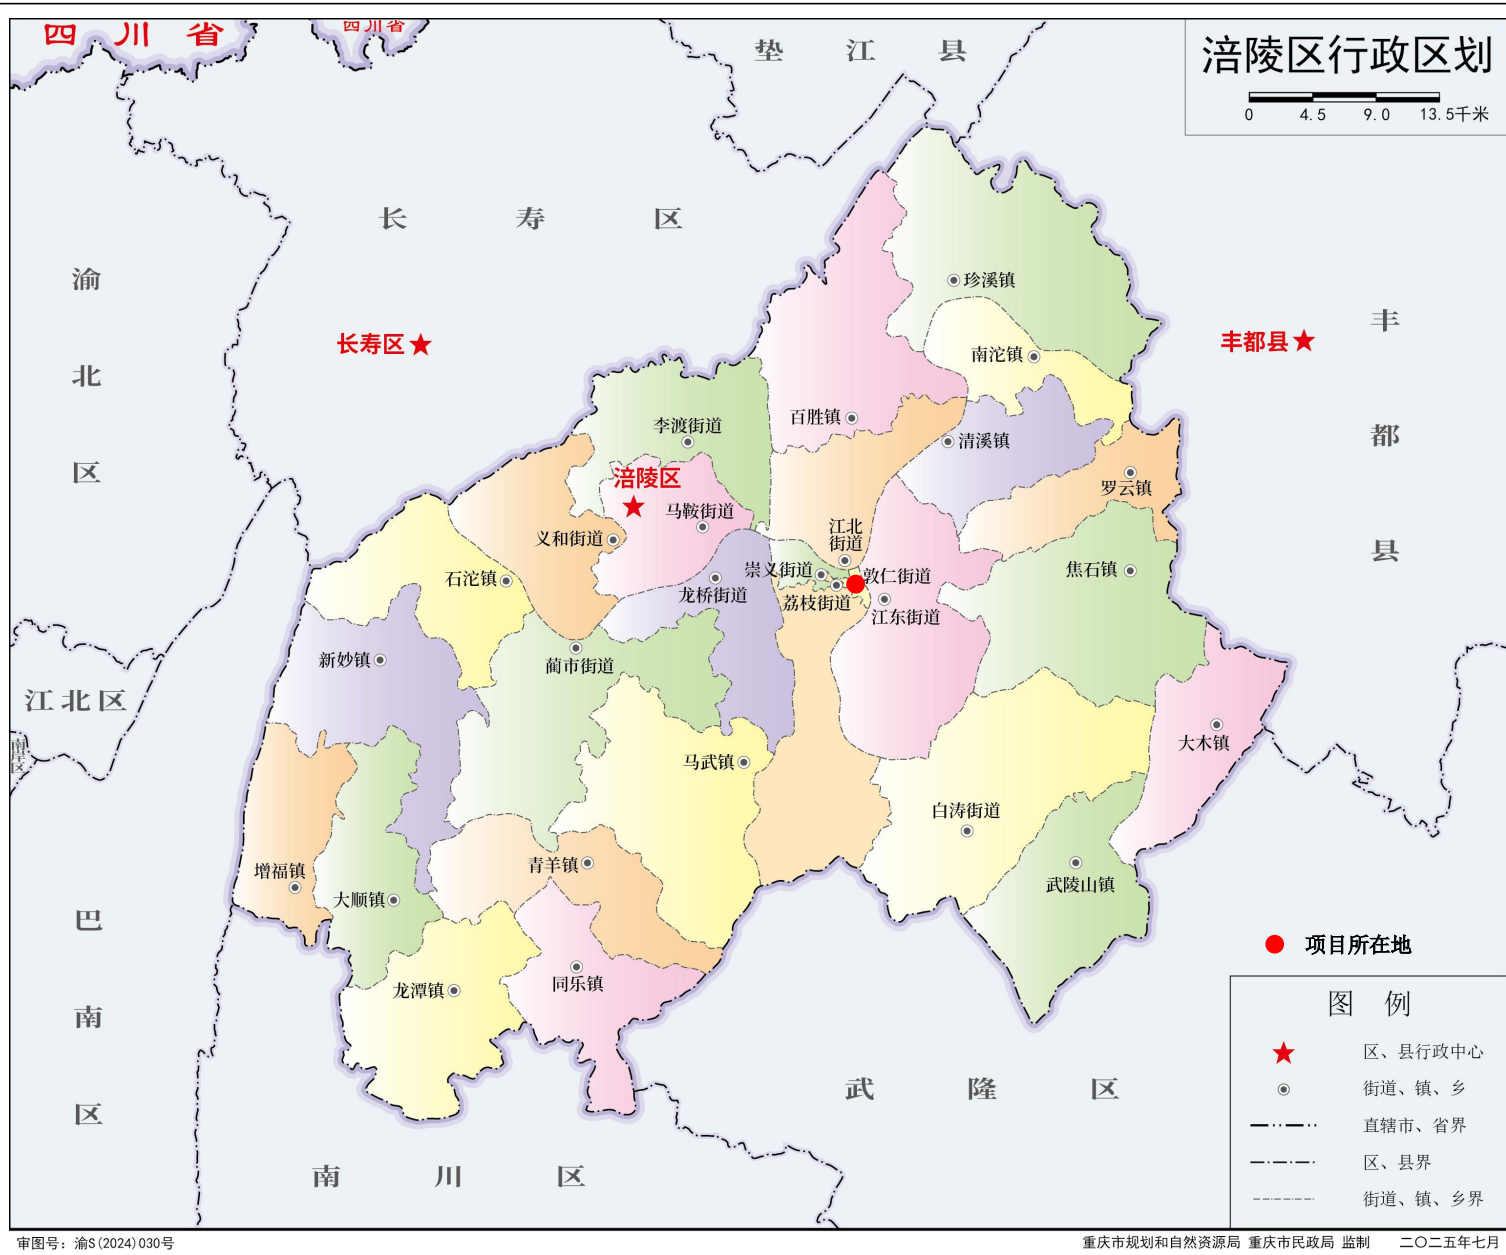 四川省
四川省
垫江县
涪陵区行政区划
0 4.5 9.0 13.5千米
长寿区
渝北区
珍溪镇
丰都县
长寿区
丰都县
南沱镇
百胜镇
李渡街道
清溪镇
涪陵区
罗云镇
马鞍街道
江北街道
义和街道
石沱镇
崇义街道
敦仁街道
焦石镇
龙桥街道
荔枝街道
江东街道
新妙镇
蔺市街道
江北区
南岸区
大木镇
马武镇
白涛街道
青羊镇
增福镇
大顺镇
武陵山镇
巴南区
项目所在地
龙潭镇
同乐镇
图例
区、县行政中心
街道、镇、乡
直辖市、省界
区、县界
街道、镇、乡界
武隆区
南川区
审图号：渝S(2024)030号
重庆市规划和自然资源局 重庆市民政局 监制 二〇二五年七月